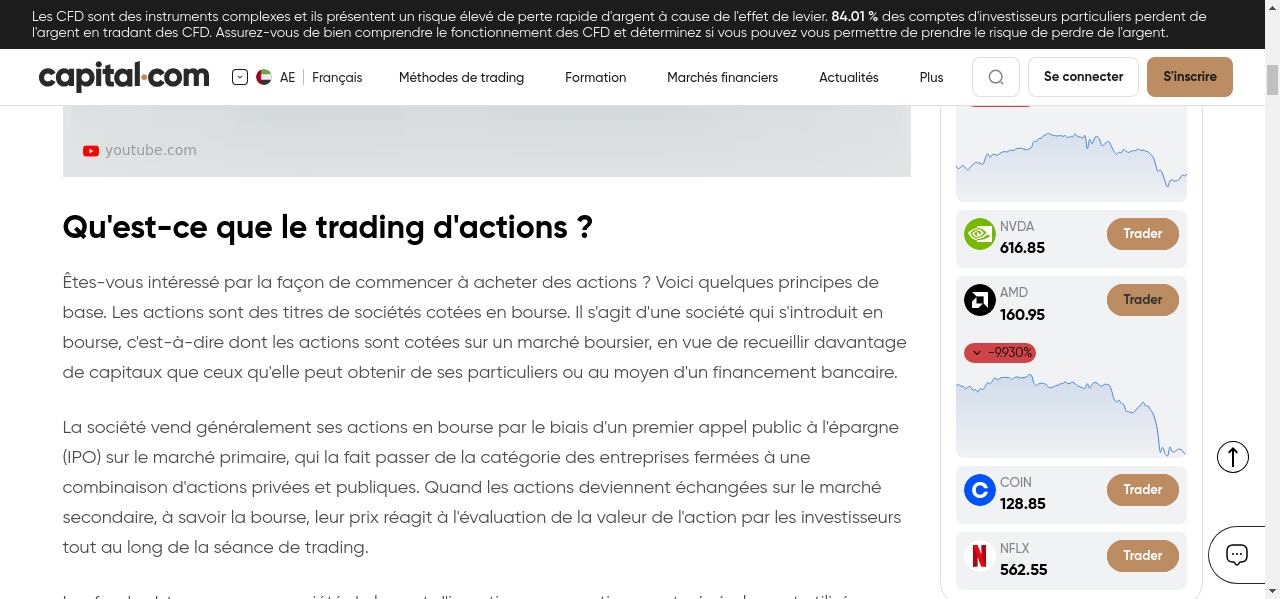 Les CFD sont des instruments complexes et ils présentent un risque élevé de perte rapide d'argent à cause de l'effet de levier. 84.01 % des comptes d'investisseurs particuliers perdent de
l'argent en tradant des CFD. Assurez-vous de bien comprendre le fonctionnement des CFD et déterminez si vous pouvez vous permettre de prendre le risque de perdre de l'argent.
capital.com
AE Français Méthodes de trading Formation Marchés financiers Actualités Plus Se connecter S'inscrire
youtube.com
Qu'est-ce que le trading d'actions ?
Êtes-vous intéressé par la façon de commencer à acheter des actions ? Voici quelques principes de
base. Les actions sont des titres de sociétés cotées en bourse. Il s'agit d'une société qui s'introduit en
bourse, c'est-à-dire dont les actions sont cotées sur un marché boursier, en vue de recueillir davantage
de capitaux que ceux qu'elle peut obtenir de ses particuliers ou au moyen d'un financement bancaire.
La société vend généralement ses actions en bourse par le biais d'un premier appel public à l'épargne
(IPO) sur le marché primaire, qui la fait passer de la catégorie des entreprises fermées à une
combinaison d'actions privées et publiques. Quand les actions deviennent échangées sur le marché
secondaire, à savoir la bourse, leur prix réagit à l'évaluation de la valeur de l'action par les investisseurs
tout au long de la séance de trading.
NVDA
616.85
Trader
AMD
160.95
Trader
-9.930%
COIN
128.85
Trader
NFLX
562.55
Trader